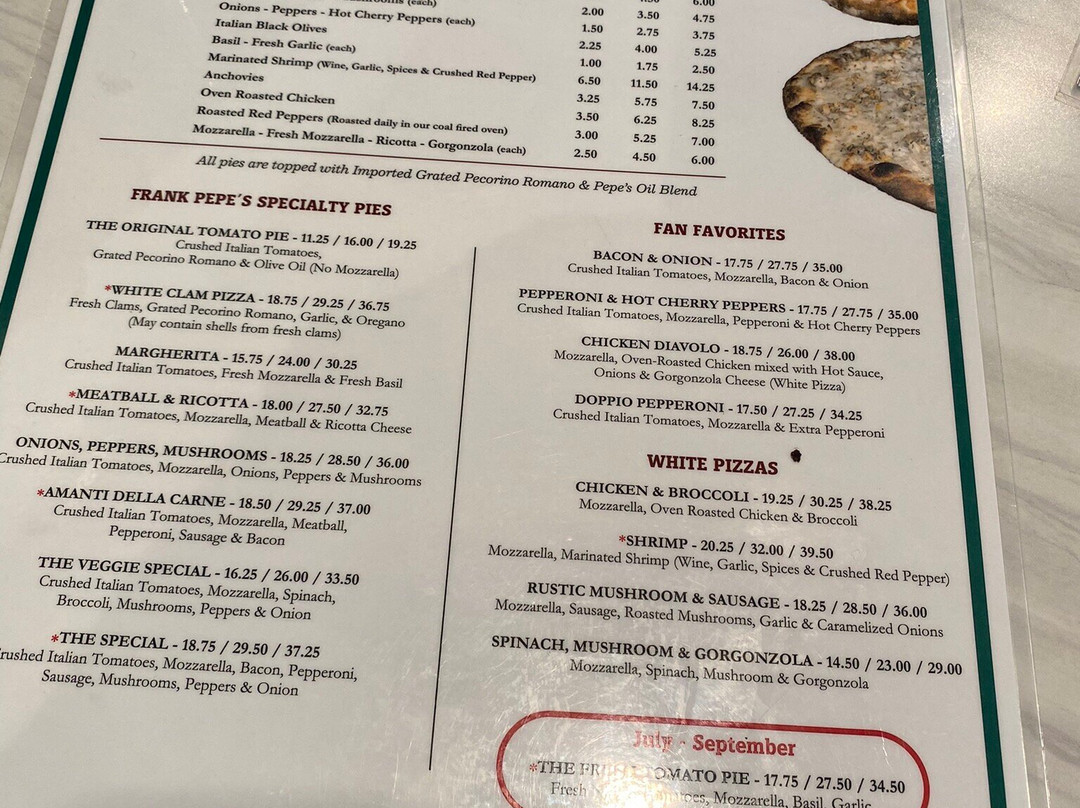 6.00
(each) 2.00 3.50 4.75
Onions - Peppers - Hot Cherry Peppers (each) 1.50 2.75 3.75
Italian Black Olives 2.25 4.00 5.25
Basil - Fresh Garlic (each) 1.00 1.75 2.50
Marinated Shrimp (Wine, Garlic, Spices & Crushed Red Pepper) 6.50 11.50 14.25
Anchovies 3.25 5.75 7.50
Oven Roasted Chicken 3.50 6.25 8.25
Roasted Red Peppers (Roasted daily in our coal fired oven) 3.00 5.25 7.00
Mozzarella - Fresh Mozzarella - Ricotta - Gorgonzola (each) 2.50 4.50 6.00
All pies are topped with Imported Grated Pecorino Romano & Pepe's Oil Blend
FRANK PEPE'S SPECIALTY PIES
THE ORIGINAL TOMATO PIE - 11.25 / 16.00 / 19.25
Crushed Italian Tomatoes,
Grated Pecorino Romano & Olive Oil (No Mozzarella)
*WHITE CLAM PIZZA - 18.75 / 29.25 / 36.75
Fresh Clams, Grated Pecorino Romano, Garlic, & Oregano
(May contain shells from fresh clams)
MARGHERITA - 15.75 / 24.00 / 30.25
Crushed Italian Tomatoes, Fresh Mozzarella & Fresh Basil
*MEATBALL & RICOTTA - 18.00 / 27.50 / 32.75
Crushed Italian Tomatoes, Mozzarella, Meatball & Ricotta Cheese
ONIONS, PEPPERS, MUSHROOMS - 18.25 / 28.50 / 36.00
Crushed Italian Tomatoes, Mozzarella, Onions, Peppers & Mushrooms
*AMANTI DELLA CARNE - 18.50 / 29.25 / 37.00
Crushed Italian Tomatoes, Mozzarella, Meatball,
Pepperoni, Sausage & Bacon
THE VEGGIE SPECIAL - 16.25 / 26.00 / 33.50
Crushed Italian Tomatoes, Mozzarella, Spinach,
Broccoli, Mushrooms, Peppers & Onion
*THE SPECIAL - 18.75 / 29.50 / 37.25
rushed Italian Tomatoes, Mozzarella, Bacon, Pepperoni,
Sausage, Mushrooms, Peppers & Onion
FAN FAVORITES
BACON & ONION - 17.75 / 27.75 / 35.00
Crushed Italian Tomatoes, Mozzarella, Bacon & Onion
PEPPERONI & HOT CHERRY PEPPERS - 17.75 / 27.75 / 35.00
Crushed Italian Tomatoes, Mozzarella, Pepperoni & Hot Cherry Peppers
CHICKEN DIAVOLO - 18.75 / 26.00 / 38.00
Mozzarella, Oven-Roasted Chicken mixed with Hot Sauce,
Onions & Gorgonzola Cheese (White Pizza)
DOPPIO PEPPERONI - 17.50 / 27.25 / 34.25
Crushed Italian Tomatoes, Mozzarella & Extra Pepperoni
WHITE PIZZAS
CHICKEN & BROCCOLI - 19.25 / 30.25 / 38.25
Mozzarella, Oven Roasted Chicken & Broccoli
*SHRIMP - 20.25 / 32.00 / 39.50
Mozzarella, Marinated Shrimp (Wine, Garlic, Spices & Crushed Red Pepper)
RUSTIC MUSHROOM & SAUSAGE - 18.25 / 28.50 / 36.00
Mozzarella, Sausage, Roasted Mushrooms, Garlic & Caramelized Onions
SPINACH, MUSHROOM & GORGONZOLA - 14.50 / 23.00 / 29.00
Mozzarella, Spinach, Mushroom & Gorgonzola
July - September
*THE FRESH TOMATO PIE - 17.75 / 27.50 / 34.50
Fresh Tomatoes, Mozzarella, Basil, Garlic